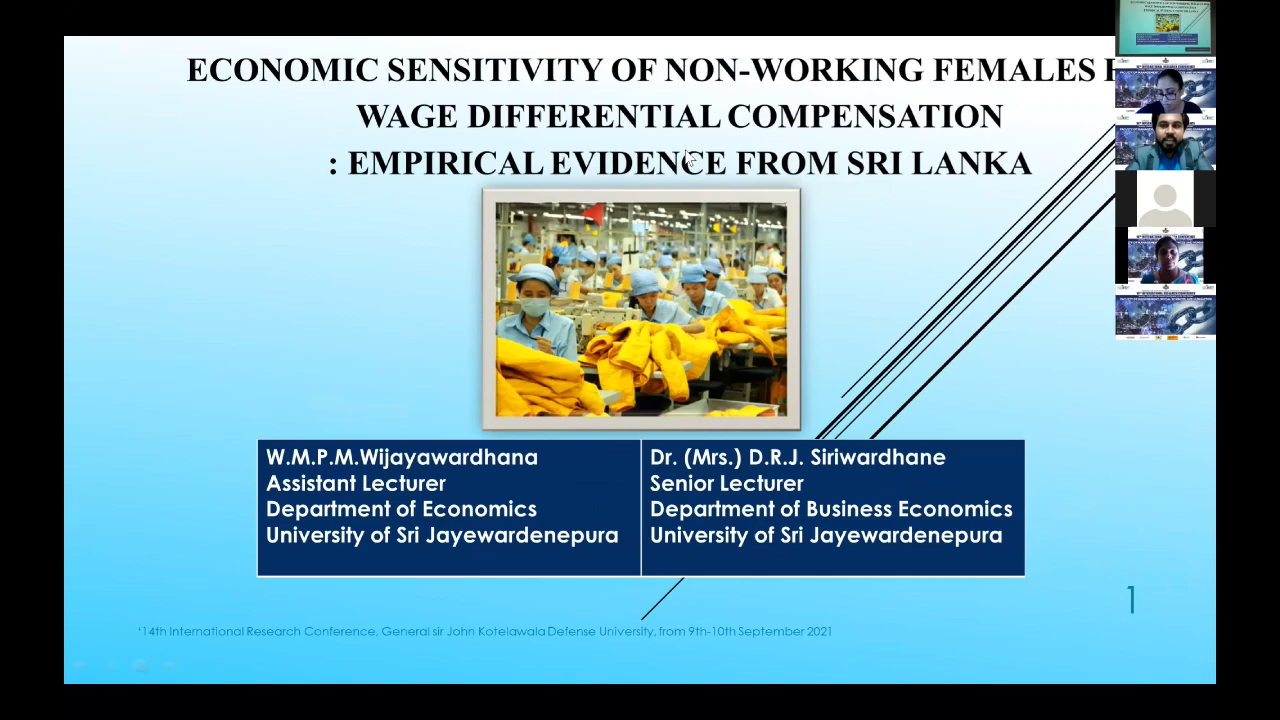 ECONOMIC SENSITIVITY OF NON-WORKING FEMALES
WAGE DIFFERENTIAL COMPENSATION
: EMPIRICAL EVIDENCE FROM SRI LANKA
W.M.P.M.Wijayawardhana
Assistant Lecturer
Department of Economics
University of Sri Jayewardenepura
Dr. (Mrs.) D.R.J. Siriwardhane
Senior Lecturer
Department of Business Economics
University of Sri Jayewardenepura
1
‘14th International Research Conference, General sir John Kotelawala Defense University, from 9th-10th September 2021